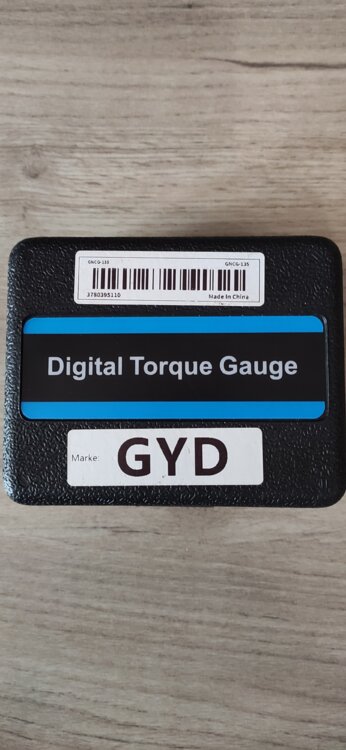 GNCG-135 GNCG-135
3780395110 Made in China
Digital Torque Gauge
Marke: GYD